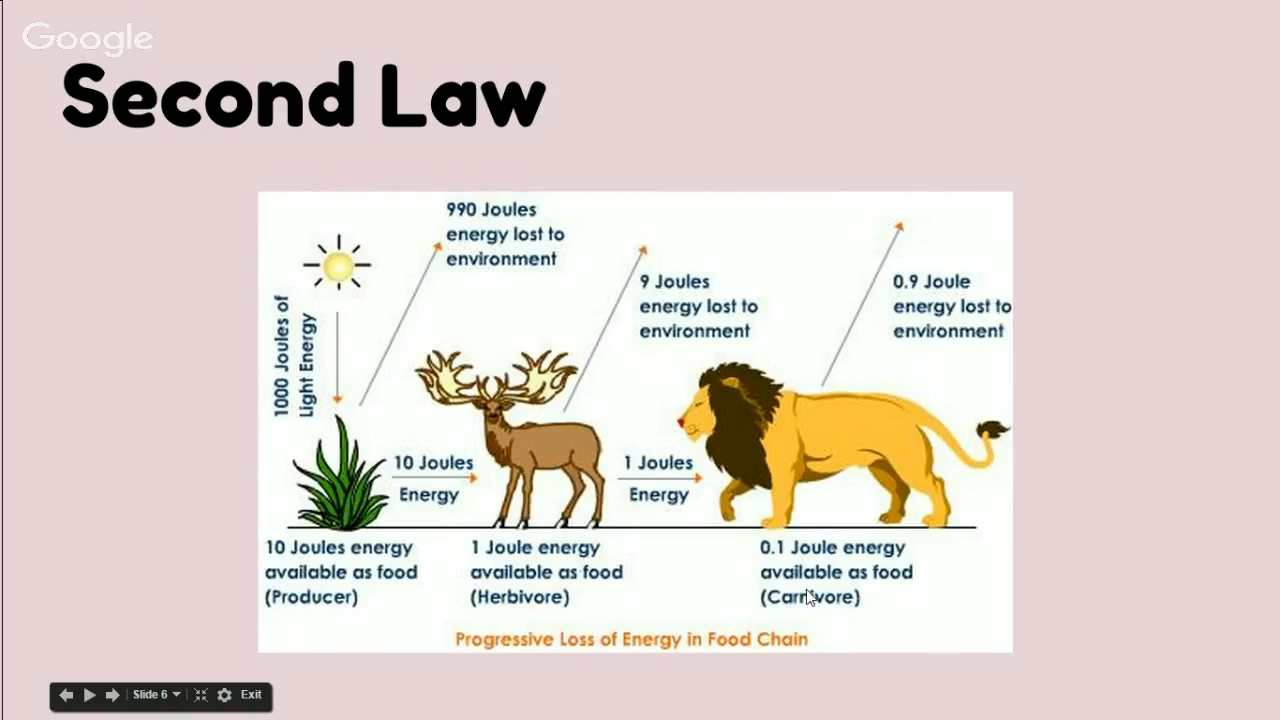 Google
Second Law
990 Joules
energy lost to
environment
9 Joules
energy lost to
environment
0.9 Joule
energy lost to
environment
1000 Joules of
Light Energy
10 Joules
Energy
1 Joules
Energy
10 Joules energy
available as food
(Producer)
1 Joule energy
available as food
(Herbivore)
0.1 Joule energy
available as food
(Carnivore)
Progressive Loss of Energy in Food Chain
Slide 6
Exit